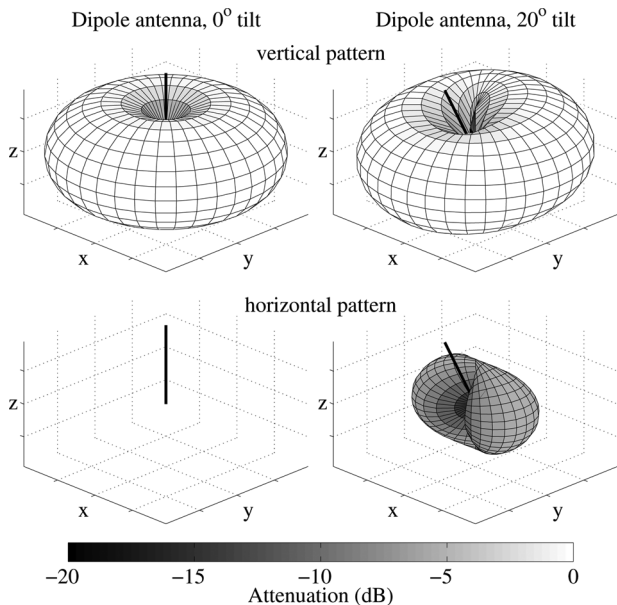 Dipole antenna, 0° tilt
Dipole antenna, 20° tilt
vertical pattern
z
x
y
z
x
y
horizontal pattern
z
x
y
z
x
y
−20
−15
−10
−5
0
Attenuation (dB)